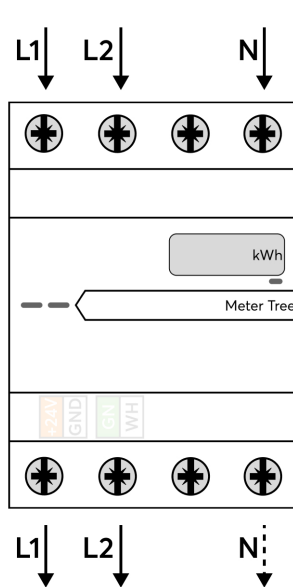 L1 L2 N
kWh
Meter Tree
+24V GND GN WH
L1 L2 N